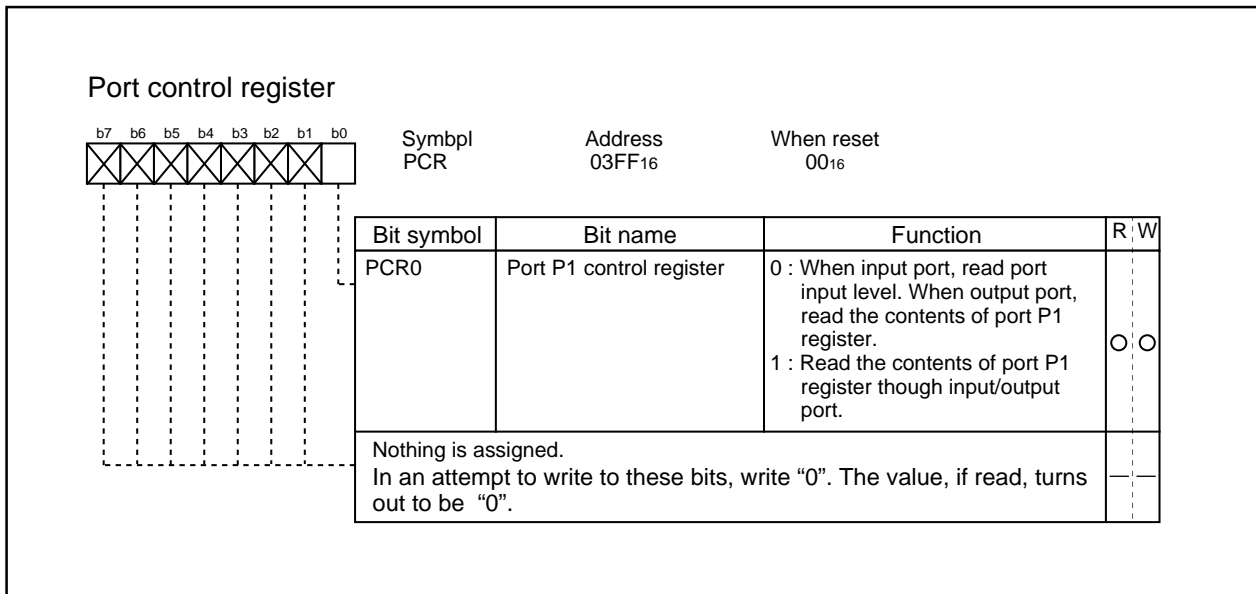 Port control register
b7 b6 b5 b4 b3 b2 b1 b0
Symbpl Address When reset
PCR 03FF16 0016
Bit symbol Bit name Function R W
PCR0 Port P1 control register 0 : When input port, read port
input level. When output port,
read the contents of port P1
register.
1 : Read the contents of port P1
register though input/output
port.
Nothing is assigned.
In an attempt to write to these bits, write “0”. The value, if read, turns
out to be “0”.